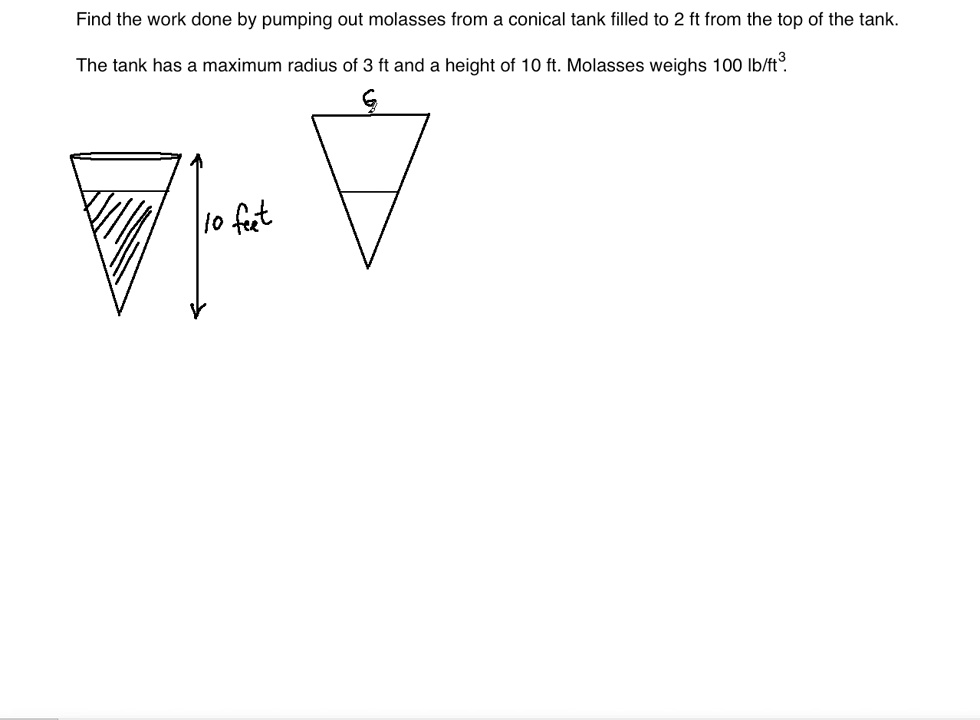 Find the work done by pumping out molasses from a conical tank filled to 2 ft from the top of the tank.
The tank has a maximum radius of 3 ft and a height of 10 ft. Molasses weighs 100 lb/ft³.
10 feet